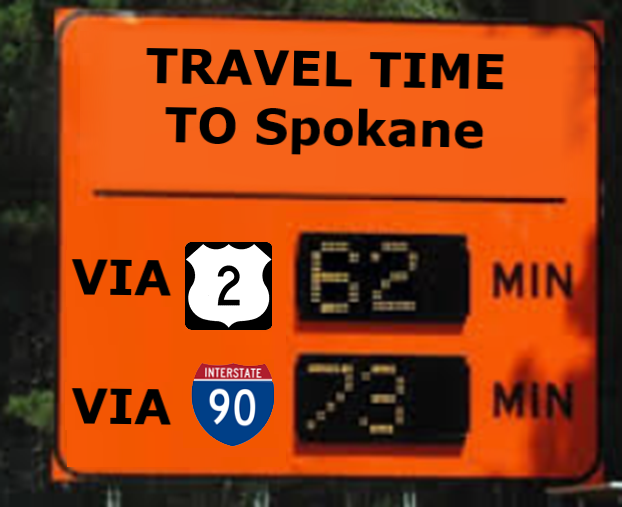 TRAVEL TIME
TO Spokane
VIA 2 62 MIN
VIA INTERSTATE 90 73 MIN